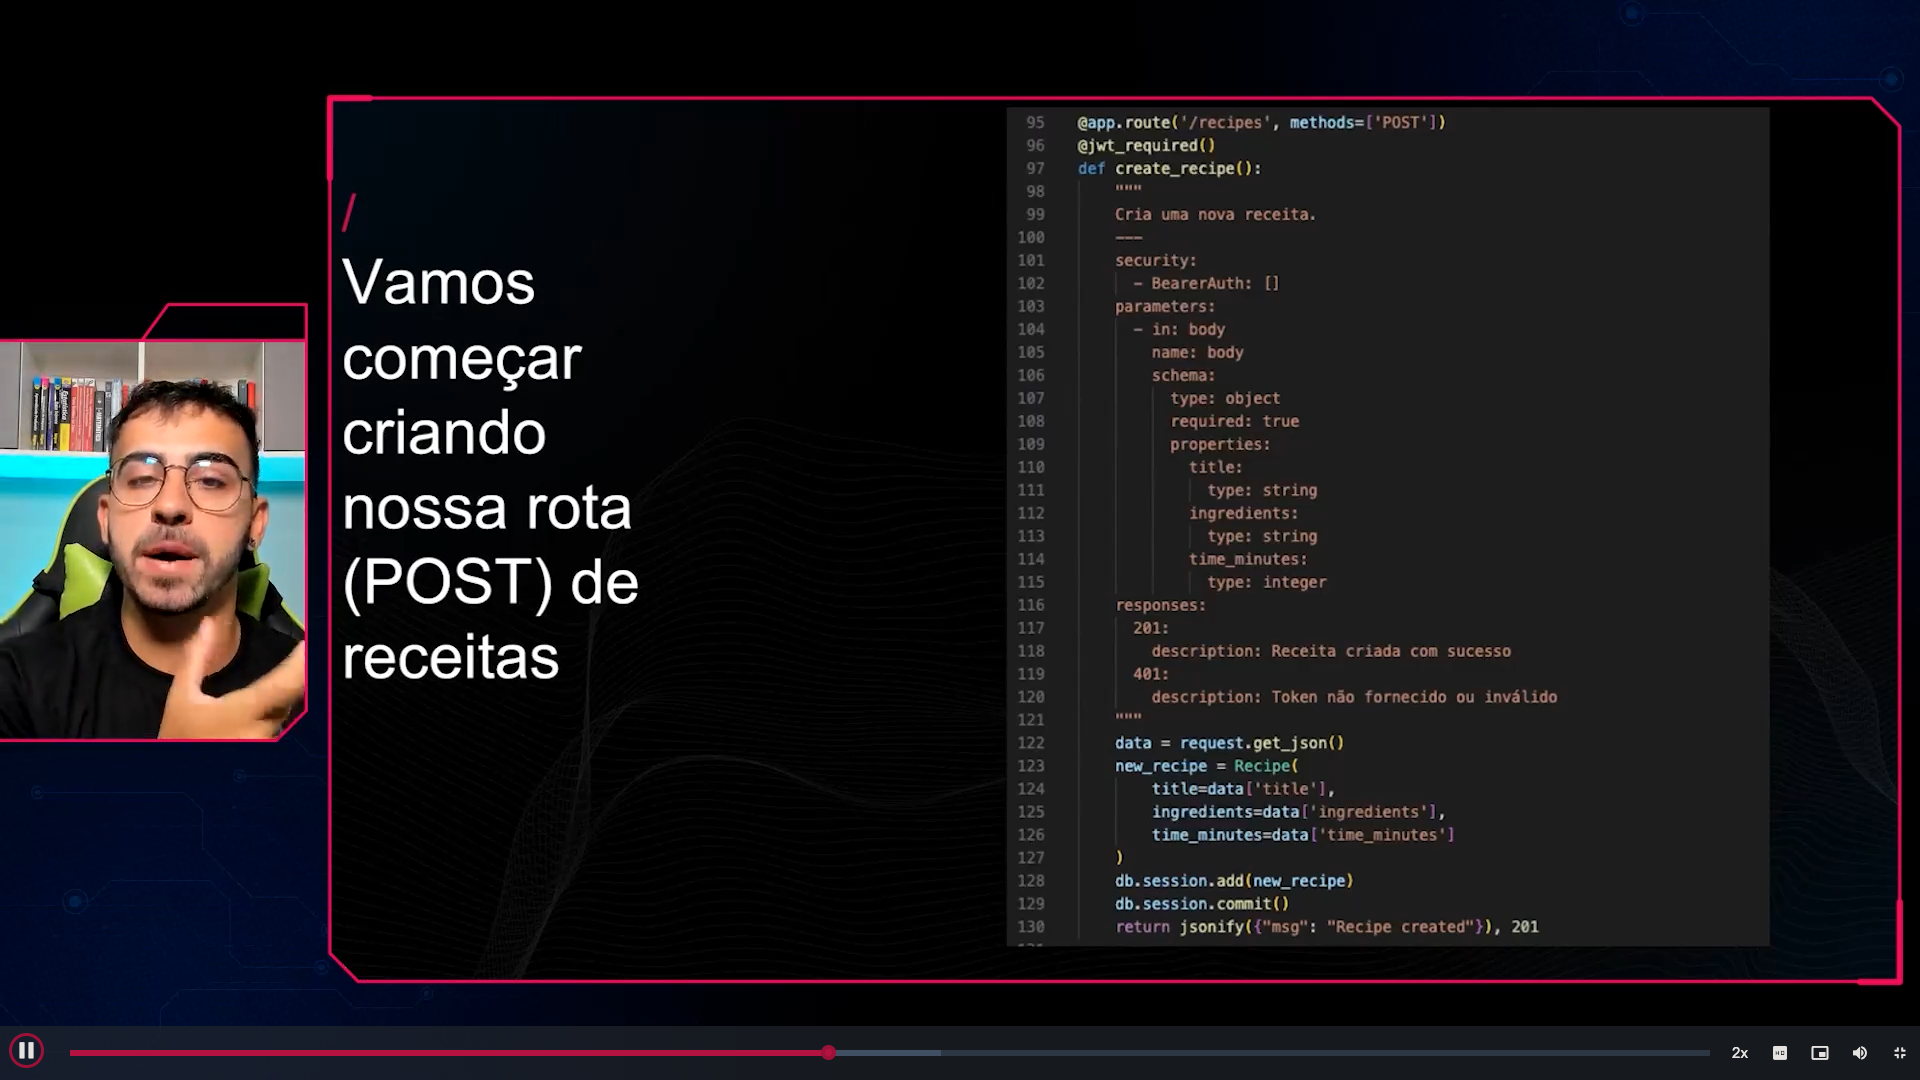 /
Vamos
começar
criando
nossa rota
(POST) de
receitas
95 @app.route('/recipes', methods=['POST'])
96 @jwt_required()
97 def create_recipe():
98 """
99 Cria uma nova receita.
100 ---
101 security:
102 - BearerAuth: []
103 parameters:
104 - in: body
105 name: body
106 schema:
107 type: object
108 required: true
109 properties:
110 title:
111 type: string
112 ingredients:
113 type: string
114 time_minutes:
115 type: integer
116 responses:
117 201:
118 description: Receita criada com sucesso
119 401:
120 description: Token não fornecido ou inválido
121 """
122 data = request.get_json()
123 new_recipe = Recipe(
124 title=data['title'],
125 ingredients=data['ingredients'],
126 time_minutes=data['time_minutes']
127 )
128 db.session.add(new_recipe)
129 db.session.commit()
130 return jsonify({"msg": "Recipe created"}), 201
2x